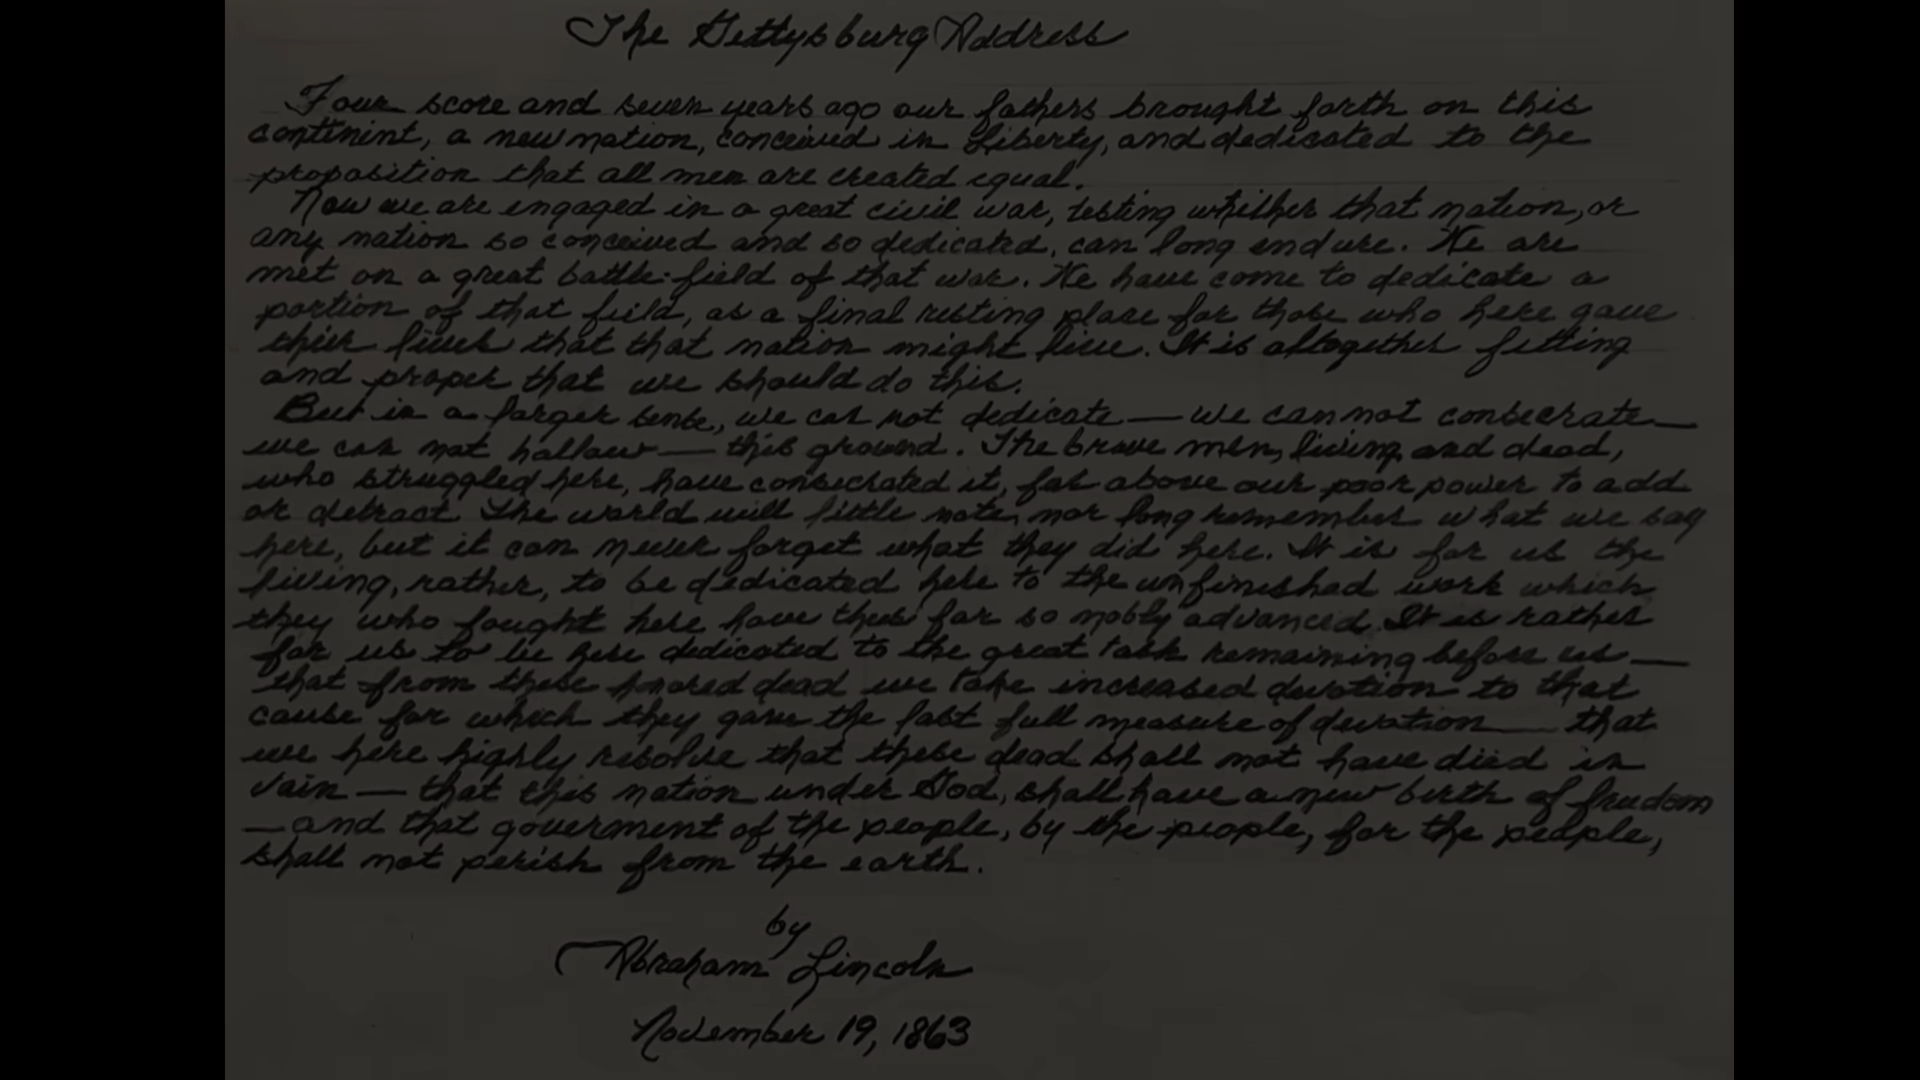 The Gettysburg Address
Four score and seven years ago our fathers brought forth on this
continent, a new nation, conceived in Liberty, and dedicated to the
proposition that all men are created equal.
Now we are engaged in a great civil war, testing whether that nation, or
any nation so conceived and so dedicated, can long endure. We are
met on a great battle-field of that war. We have come to dedicate a
portion of that field, as a final resting place for those who here gave
their lives that that nation might live. It is altogether fitting
and proper that we should do this.
But in a larger sense, we can not dedicate — we can not consecrate —
we can not hallow — this ground. The brave men, living and dead,
who struggled here, have consecrated it, far above our poor power to add
or detract. The world will little note, nor long remember what we say
here, but it can never forget what they did here. It is for us the
living, rather, to be dedicated here to the unfinished work which
they who fought here have thus far so nobly advanced. It is rather
for us to be here dedicated to the great task remaining before us —
that from these honored dead we take increased devotion to that
cause for which they gave the last full measure of devotion — that
we here highly resolve that these dead shall not have died in
vain — that this nation under God, shall have a new birth of freedom
— and that goverment of the people, by the people, for the people,
shall not perish from the earth.
by
Abraham Lincoln
November 19, 1863